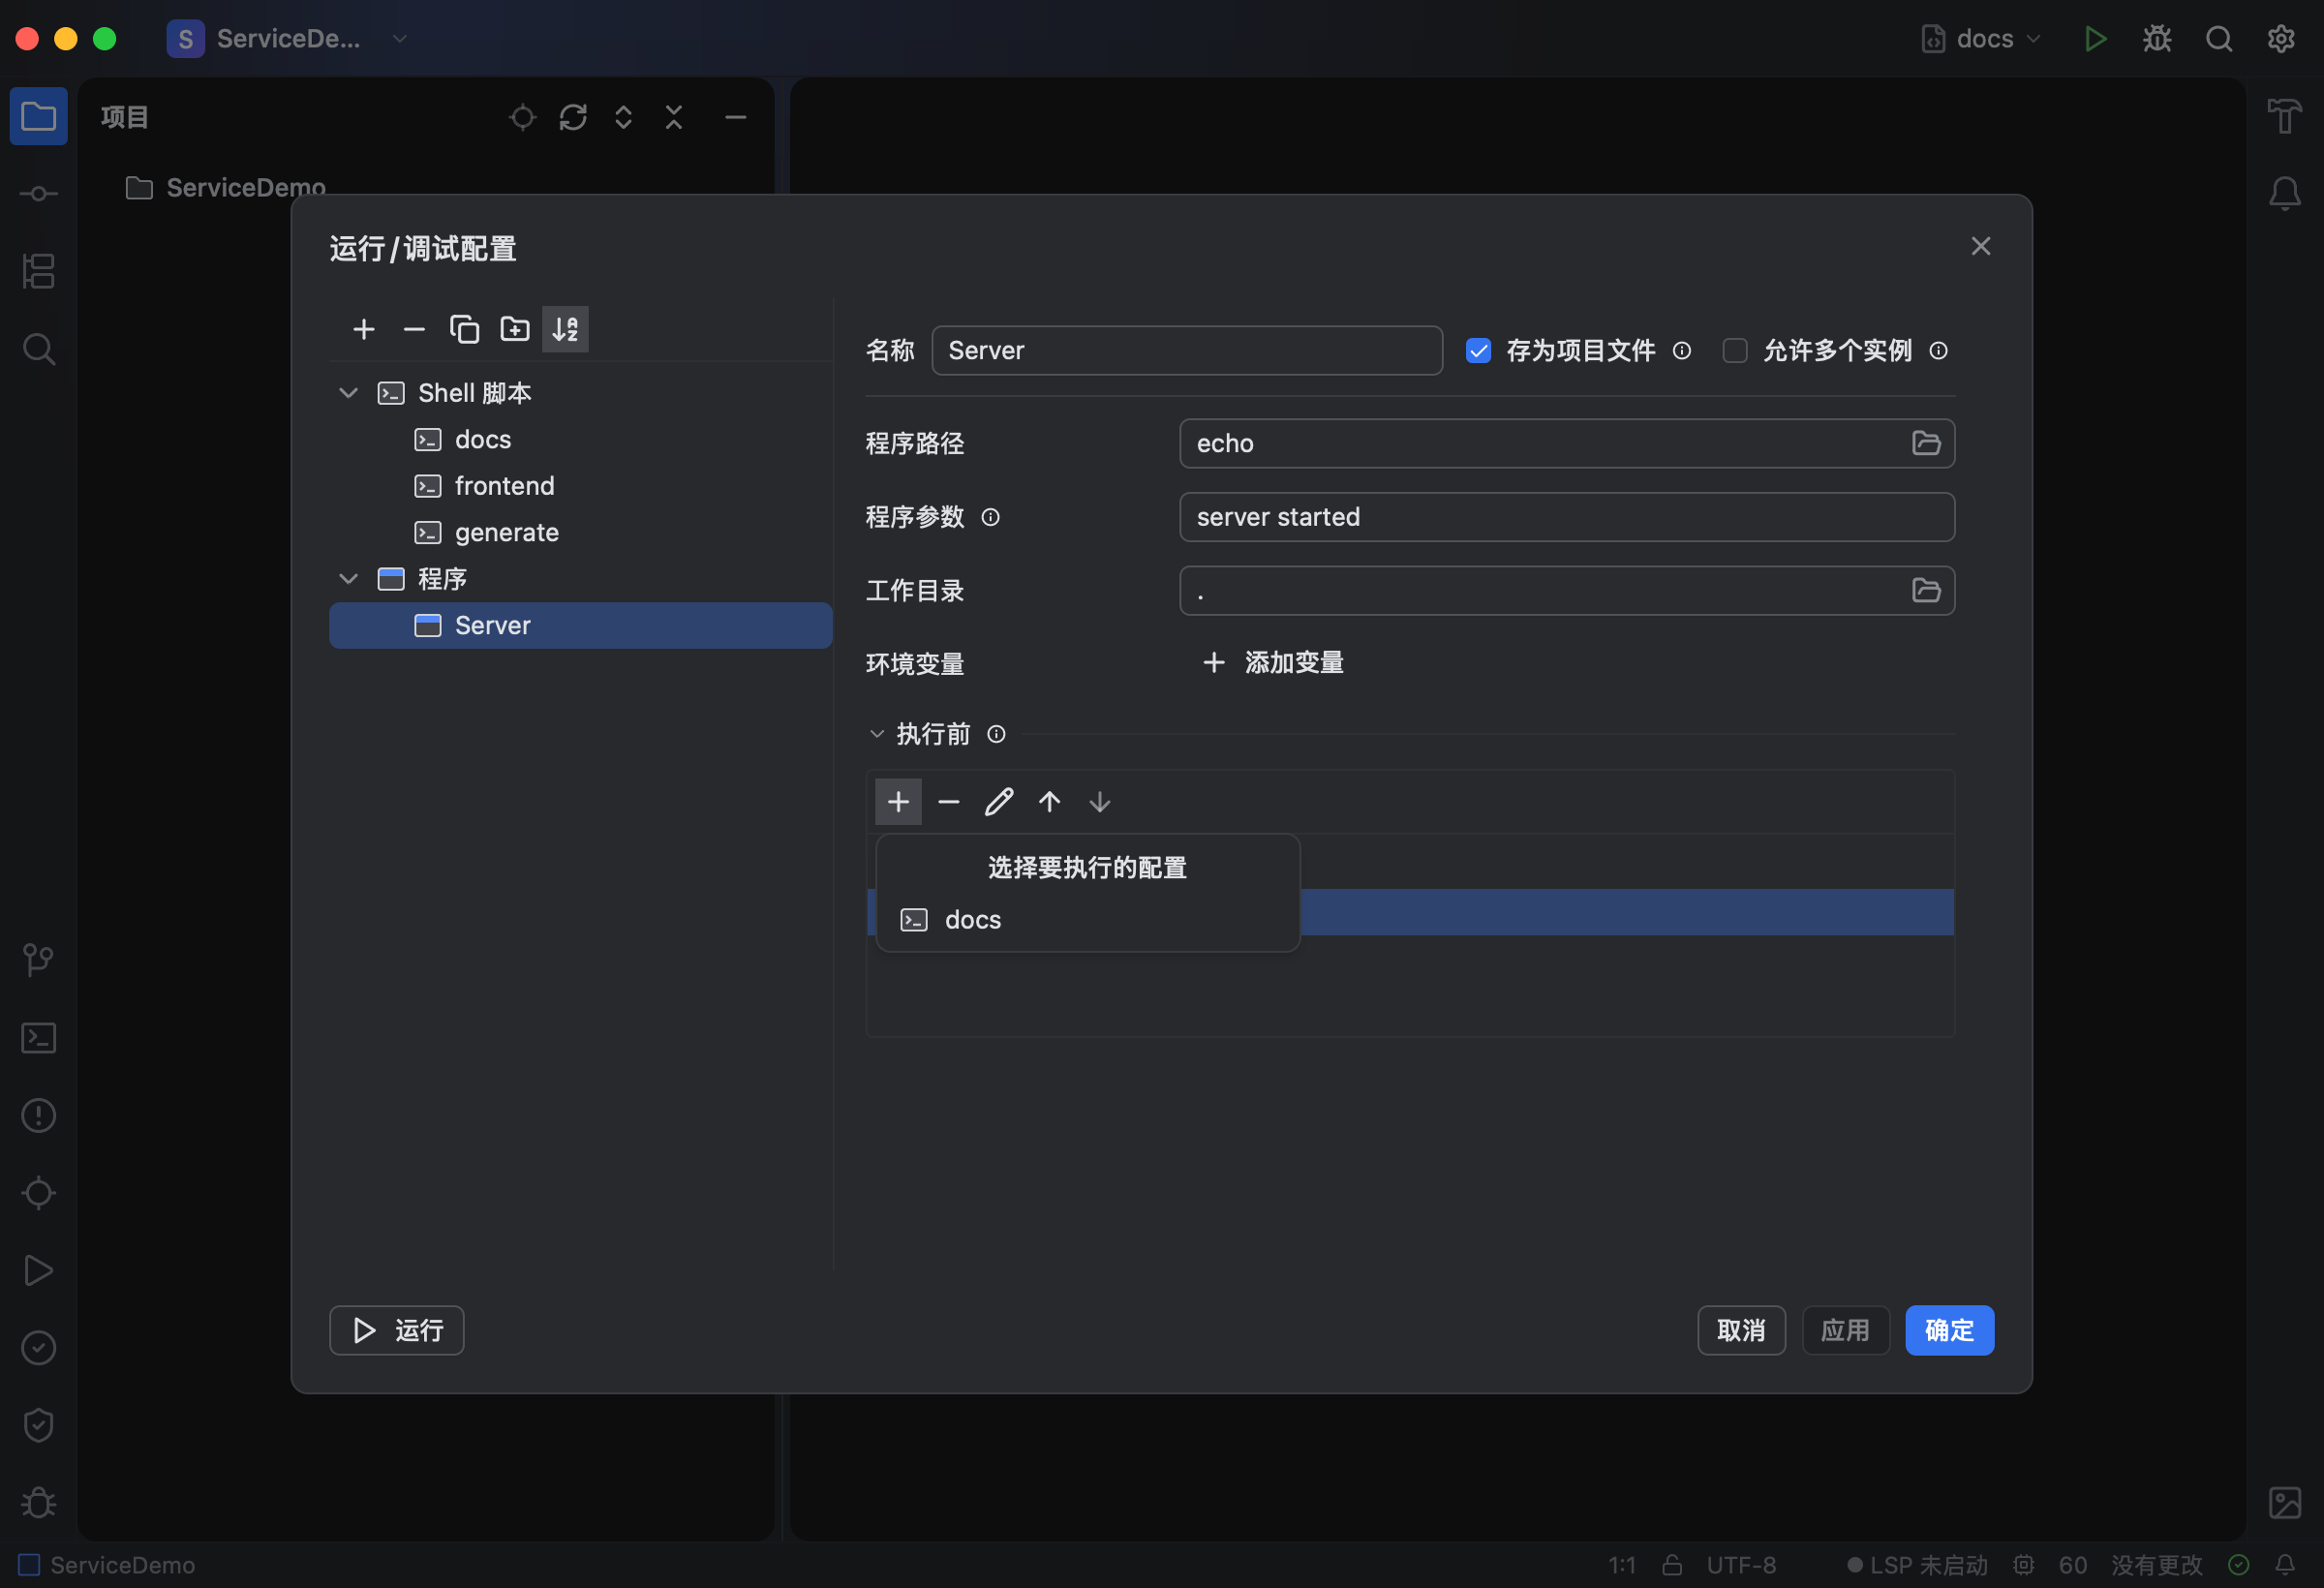 S ServiceDe... docs
项目
ServiceDemo
运行/调试配置
Shell 脚本
docs
frontend
generate
程序
Server
名称 Server 存为项目文件 允许多个实例
程序路径 echo
程序参数 server started
工作目录 .
环境变量 添加变量
执行前
选择要执行的配置
docs
运行 取消 应用 确定
ServiceDemo 1:1 UTF-8 LSP 未启动 60 没有更改